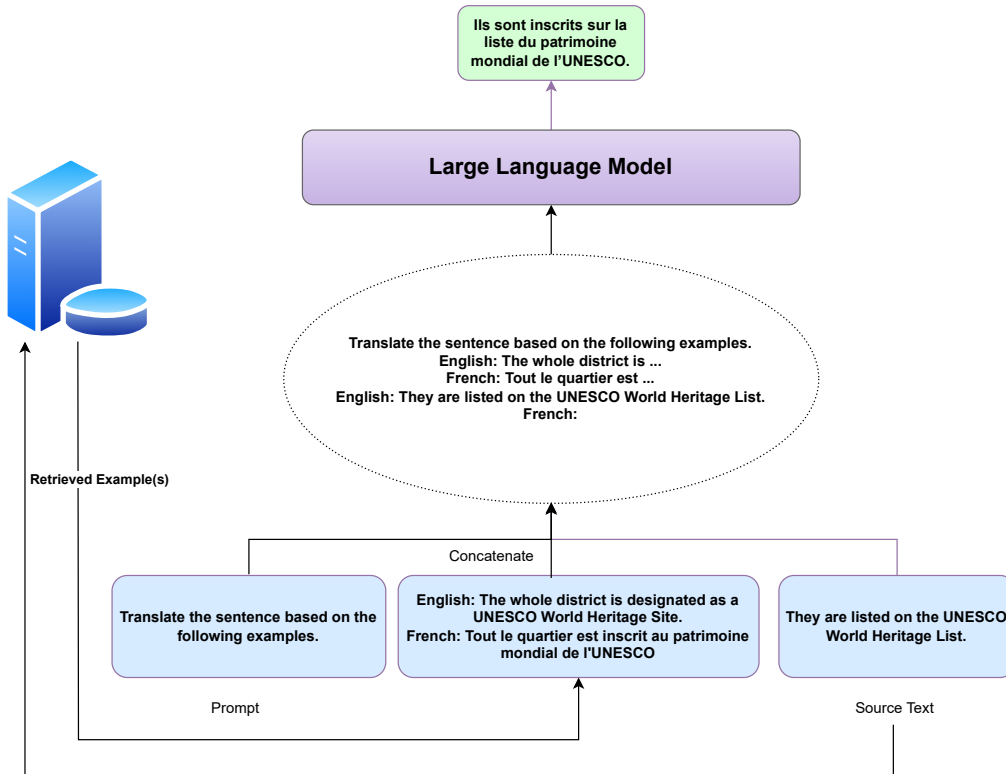 Ils sont inscrits sur la
liste du patrimoine
mondial de l'UNESCO.
Large Language Model
Translate the sentence based on the following examples.
English: The whole district is ...
French: Tout le quartier est ...
English: They are listed on the UNESCO World Heritage List.
French:
Retrieved Example(s)
Concatenate
Translate the sentence based on the
following examples.
English: The whole district is designated as a
UNESCO World Heritage Site.
French: Tout le quartier est inscrit au patrimoine
mondial de l'UNESCO
They are listed on the UNESCO
World Heritage List.
Prompt
Source Text